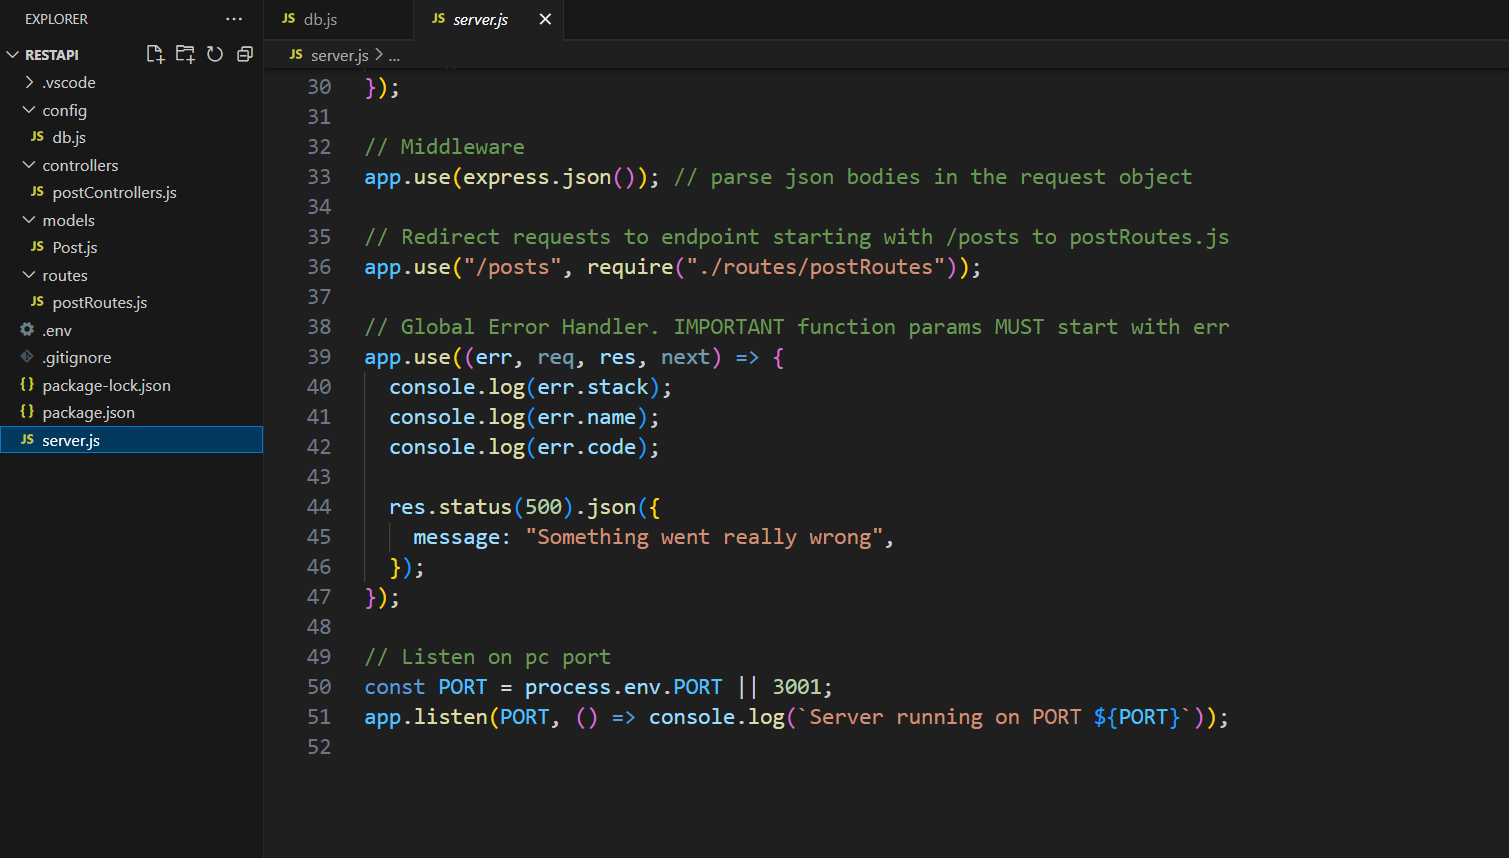 EXPLORER
RESTAPI
.vscode
config
JS db.js
controllers
JS postControllers.js
models
JS Post.js
routes
JS postRoutes.js
.env
.gitignore
{} package-lock.json
{} package.json
JS server.js
JS db.js
JS server.js
JS server.js > ...
30 });
31
32 // Middleware
33 app.use(express.json()); // parse json bodies in the request object
34
35 // Redirect requests to endpoint starting with /posts to postRoutes.js
36 app.use("/posts", require("./routes/postRoutes"));
37
38 // Global Error Handler. IMPORTANT function params MUST start with err
39 app.use((err, req, res, next) => {
40 console.log(err.stack);
41 console.log(err.name);
42 console.log(err.code);
43
44 res.status(500).json({
45 message: "Something went really wrong",
46 });
47 });
48
49 // Listen on pc port
50 const PORT = process.env.PORT || 3001;
51 app.listen(PORT, () => console.log(`Server running on PORT ${PORT}`));
52